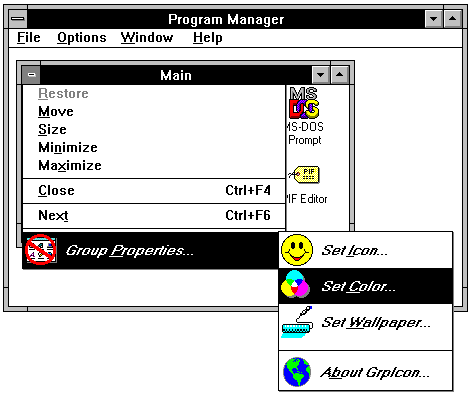 Program Manager
File Options Window Help
Main
Restore
Move
Size
Minimize
Maximize
Close Ctrl+F4
Next Ctrl+F6
Group Properties...
MS
DOS
MS-DOS
Prompt
PIF
PIF Editor
Set Icon...
Set Color...
Set Wallpaper...
About GrpIcon...